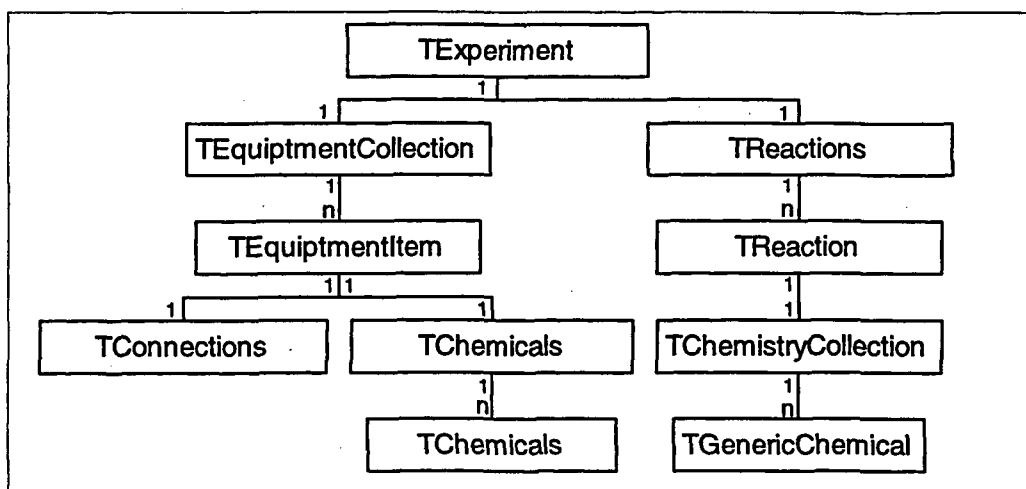 TExperiment
1
1 1
TEquiptmentCollection TReactions
1 1
n n
TEquiptmentItem TReaction
1 1 1
1 1 1
TConnections TChemicals TChemistryCollection
1 1
n n
TChemicals TGenericChemical